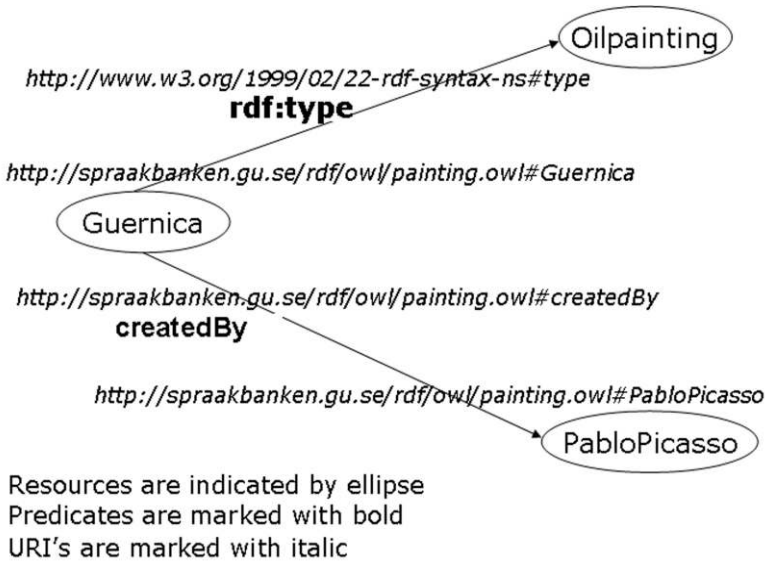 Oilpainting
http://www.w3.org/1999/02/22-rdf-syntax-ns#type
rdf:type
http://spraakbanken.gu.se/rdf/owl/painting.owl#Guernica
Guernica
http://spraakbanken.gu.se/rdf/owl/painting.owl#createdBy
createdBy
http://spraakbanken.gu.se/rdf/owl/painting.owl#PabloPicasso
PabloPicasso
Resources are indicated by ellipse
Predicates are marked with bold
URI's are marked with italic